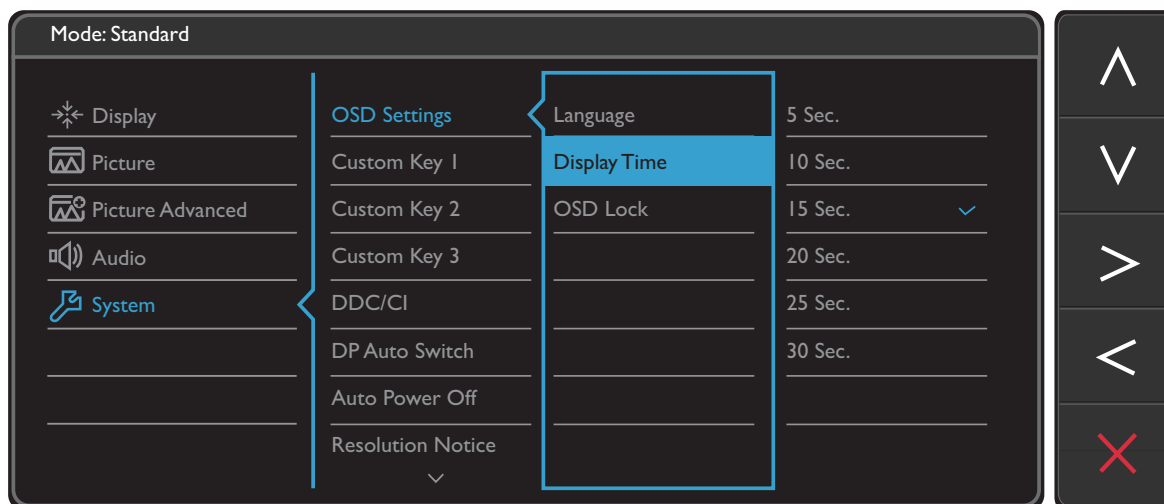 Mode: Standard
Display
Picture
Picture Advanced
Audio
System
OSD Settings
Custom Key 1
Custom Key 2
Custom Key 3
DDC/CI
DP Auto Switch
Auto Power Off
Resolution Notice
Language
Display Time
OSD Lock
5 Sec.
10 Sec.
15 Sec.
20 Sec.
25 Sec.
30 Sec.